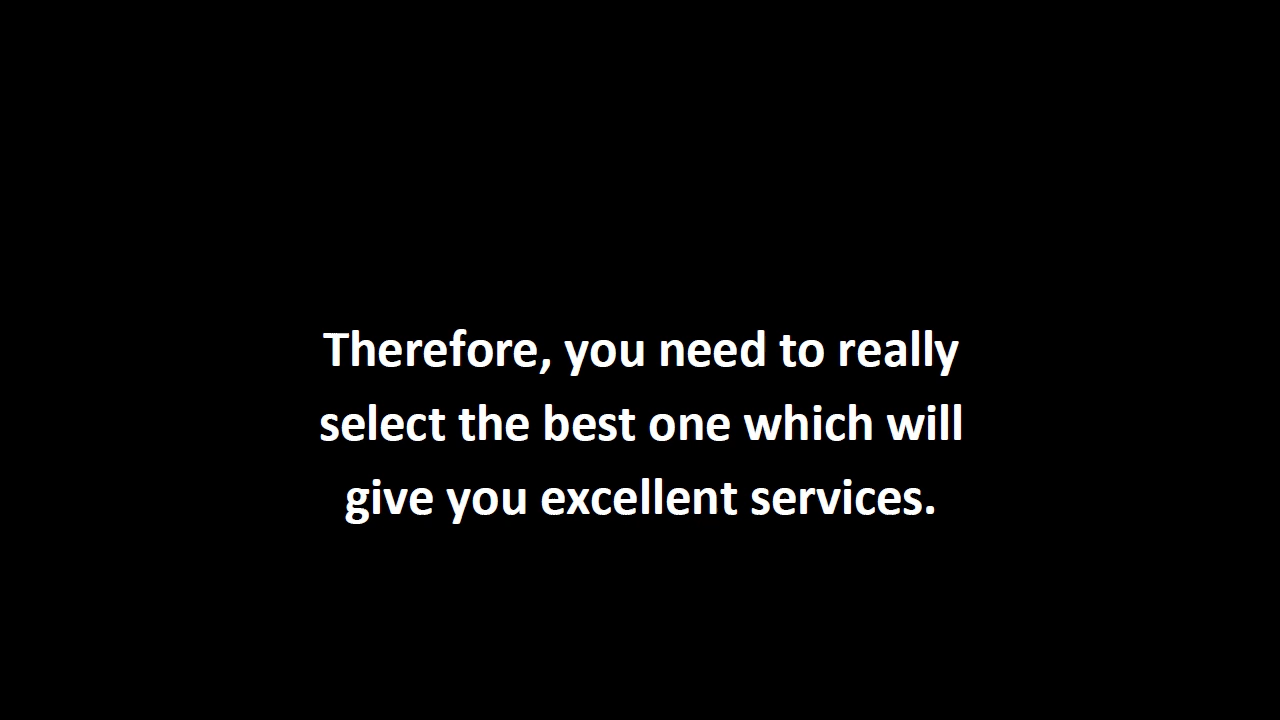 Therefore, you need to really
select the best one which will
give you excellent services.